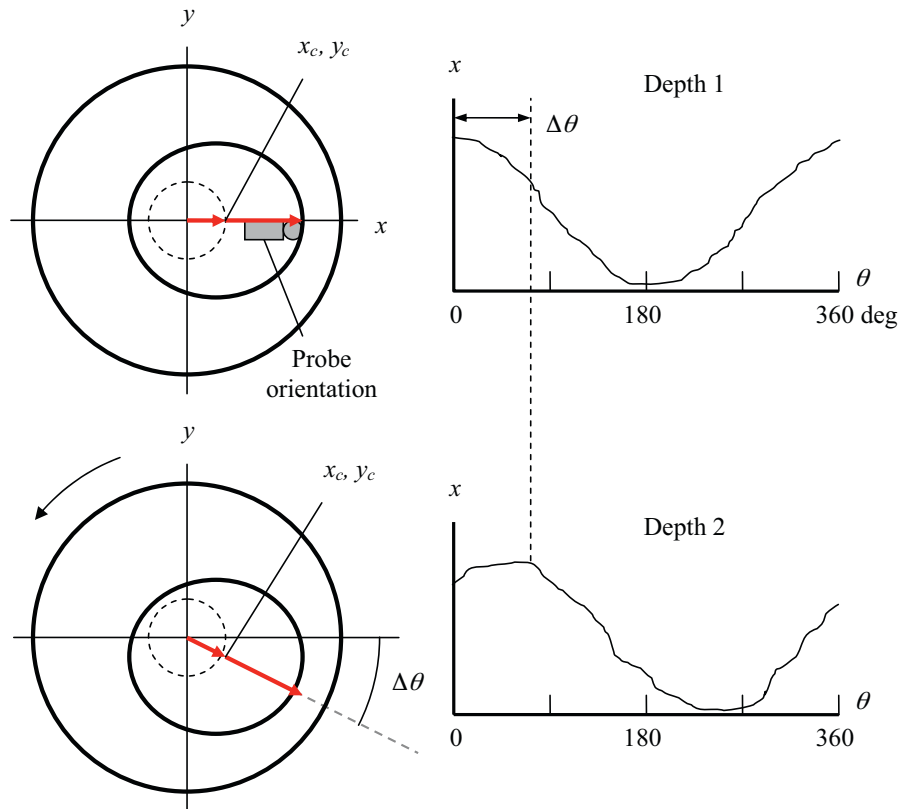 y
x_c, y_c
x
Probe
orientation
x
Depth 1
Δθ
θ
0 180 360 deg
y
x_c, y_c
Δθ
x
Depth 2
θ
0 180 360